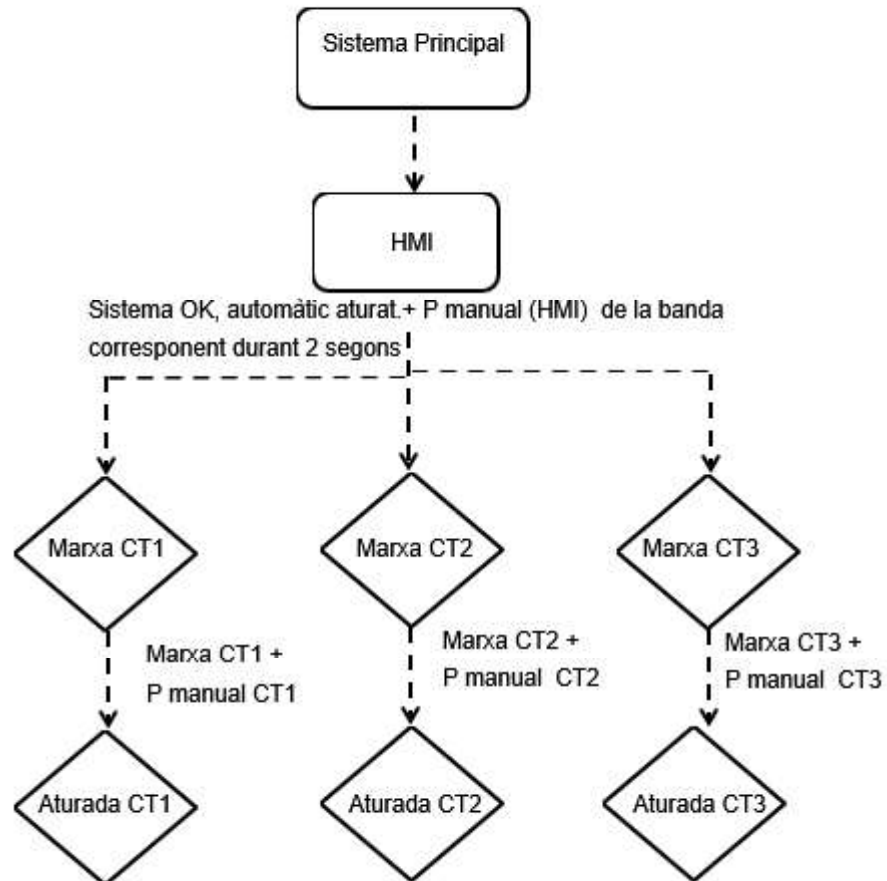 Sistema Principal
HMI
Sistema OK, automàtic aturat.+ P manual (HMI) de la banda
corresponent durant 2 segons
Marxa CT1
Marxa CT2
Marxa CT3
Marxa CT1 +
P manual CT1
Marxa CT2 +
P manual CT2
Marxa CT3 +
P manual CT3
Aturada CT1
Aturada CT2
Aturada CT3